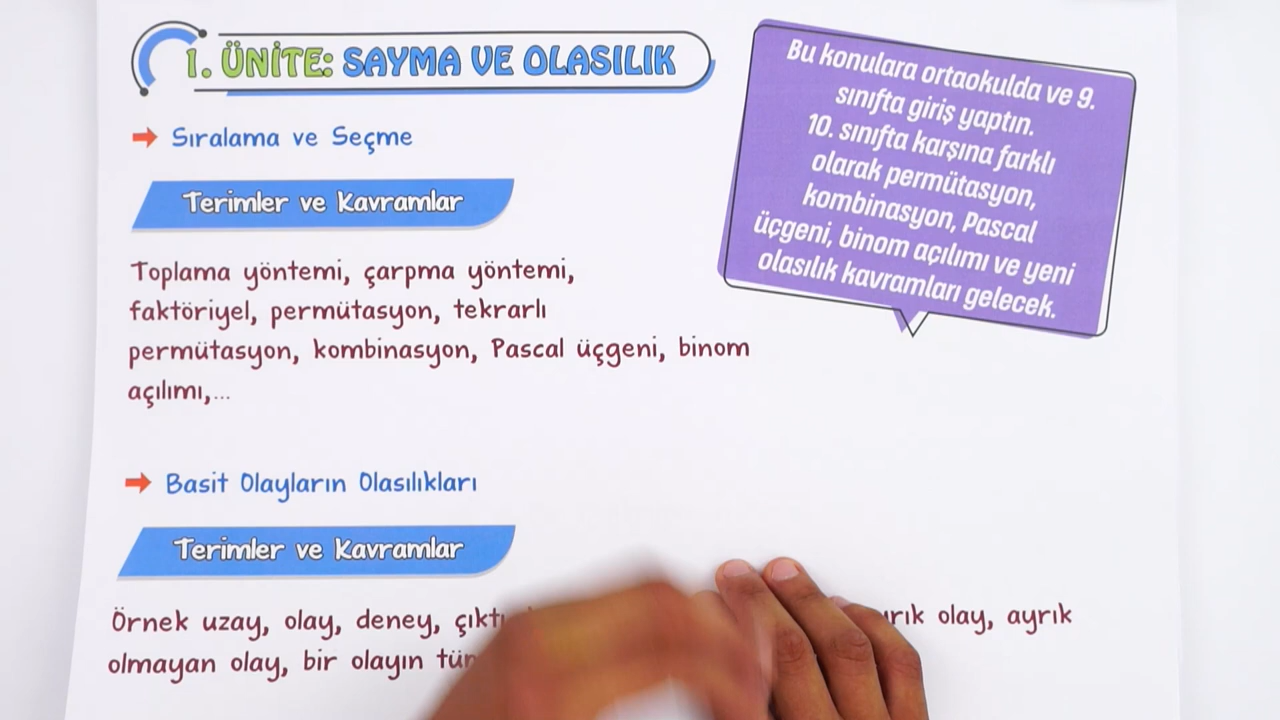 1. ÜNİTE: SAYMA VE OLASILIK
Sıralama ve Seçme
Terimler ve Kavramlar
Toplama yöntemi, çarpma yöntemi,
faktöriyel, permütasyon, tekrarlı
permütasyon, kombinasyon, Pascal üçgeni, binom
açılımı,...
Bu konulara ortaokulda ve 9.
sınıfta giriş yaptın.
10. sınıfta karşına farklı
olarak permütasyon,
kombinasyon, Pascal
üçgeni, binom açılımı ve yeni
olasılık kavramları gelecek.
Basit Olayların Olasılıkları
Terimler ve Kavramlar
Örnek uzay, olay, deney, olay, ayrık
olmayan olay, bir olayın